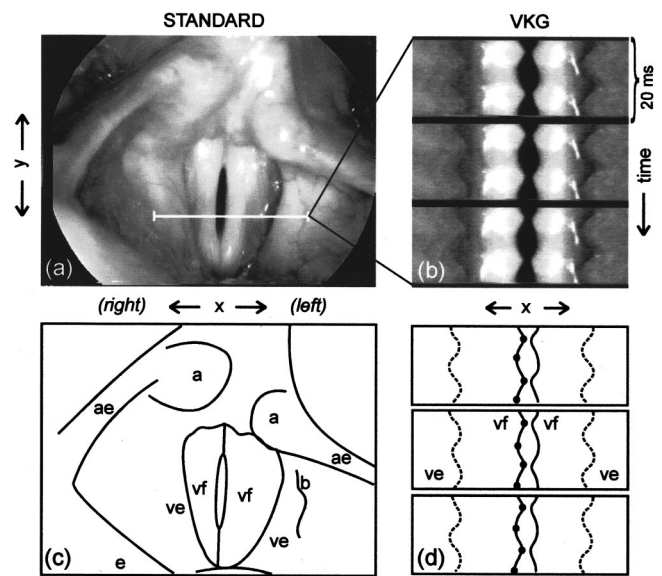 STANDARD
VKG
y
20 ms
time
(a)
(b)
(right)
x
(left)
x
a
ae
a
ae
vf
vf
ve
b
ve
e
(c)
vf
vf
ve
ve
(d)